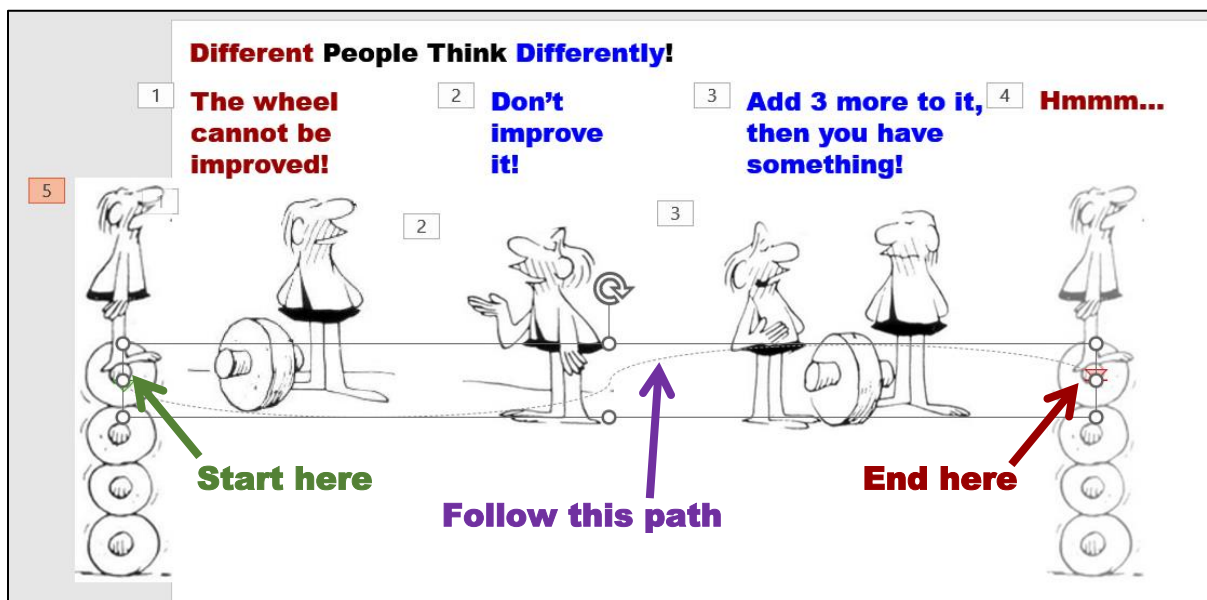 Different People Think Differently!
1
The wheel
cannot be
improved!
2
Don't
improve
it!
3
Add 3 more to it,
then you have
something!
4
Hmmm...
5
1
2
3
Start here
Follow this path
End here